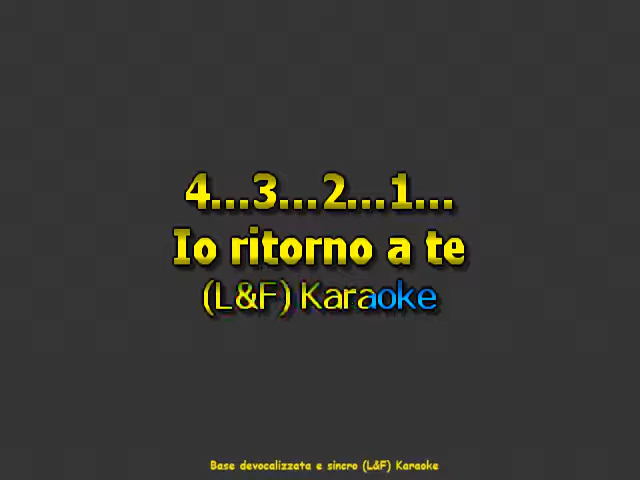 4...3...2...1...
Io ritorno a te
(L&F) Karaoke
Base devocalizzata e sincro (L&F) Karaoke